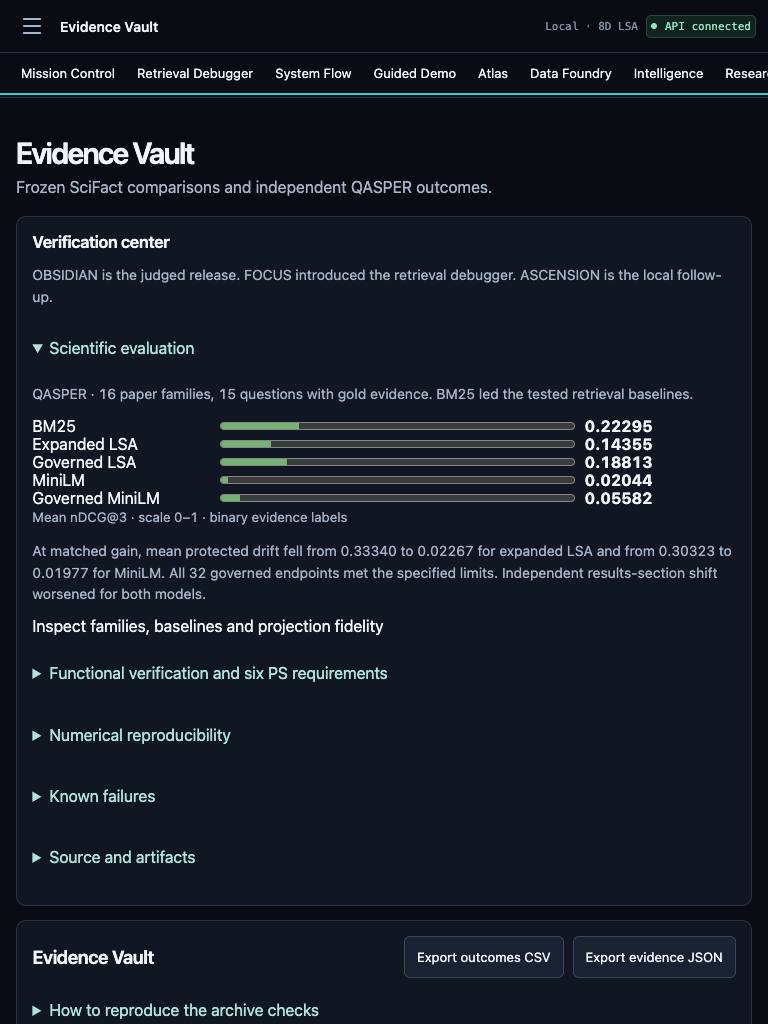 Evidence Vault
Local · 8D LSA
API connected
Mission Control Retrieval Debugger System Flow Guided Demo Atlas Data Foundry Intelligence Resear
Evidence Vault
Frozen SciFact comparisons and independent QASPER outcomes.
Verification center
OBSIDIAN is the judged release. FOCUS introduced the retrieval debugger. ASCENSION is the local follow-
up.
Scientific evaluation
QASPER · 16 paper families, 15 questions with gold evidence. BM25 led the tested retrieval baselines.
BM25 0.22295
Expanded LSA 0.14355
Governed LSA 0.18813
MiniLM 0.02044
Governed MiniLM 0.05582
Mean nDCG@3 · scale 0–1 · binary evidence labels
At matched gain, mean protected drift fell from 0.33340 to 0.02267 for expanded LSA and from 0.30323 to
0.01977 for MiniLM. All 32 governed endpoints met the specified limits. Independent results-section shift
worsened for both models.
Inspect families, baselines and projection fidelity
Functional verification and six PS requirements
Numerical reproducibility
Known failures
Source and artifacts
Evidence Vault
Export outcomes CSV
Export evidence JSON
How to reproduce the archive checks